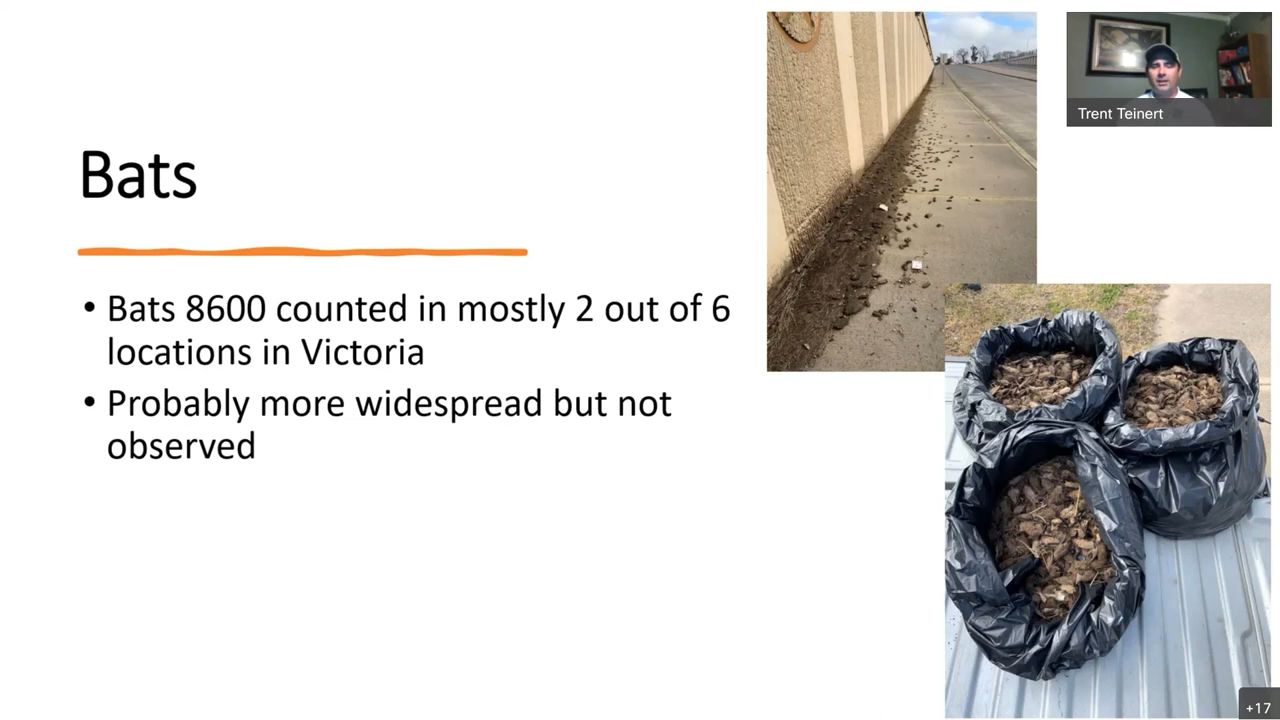 Bats
• Bats 8600 counted in mostly 2 out of 6
locations in Victoria
• Probably more widespread but not
observed
Trent Teinert
+17